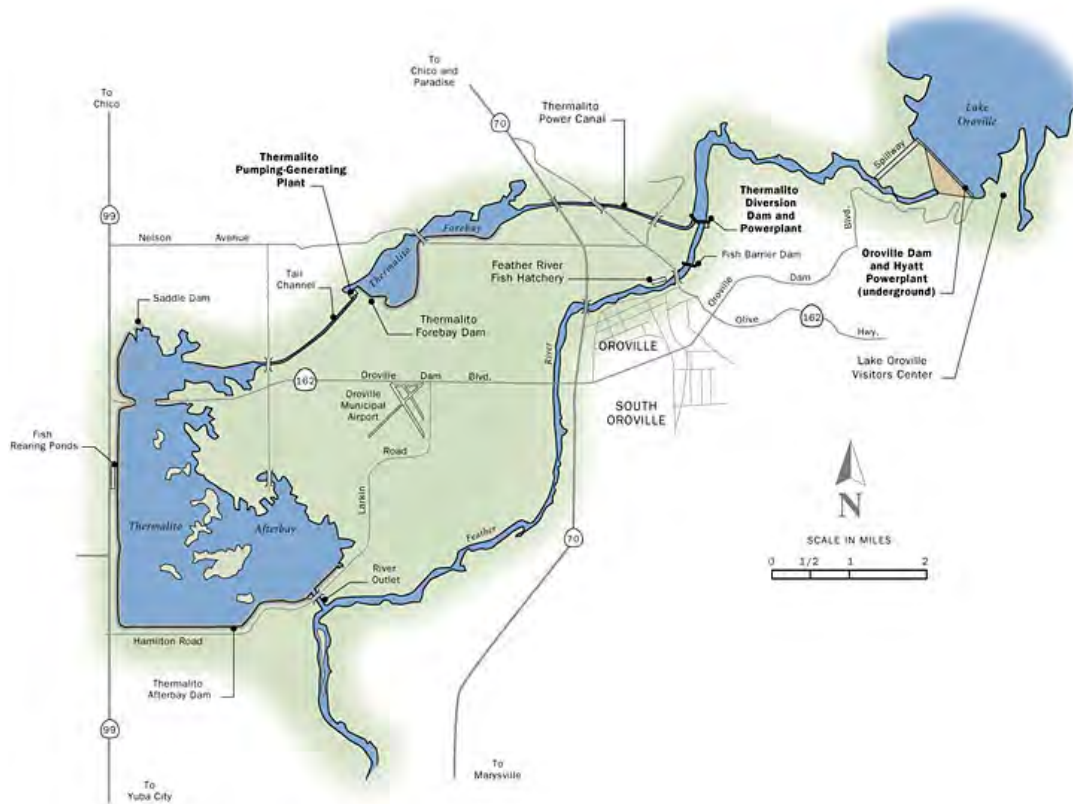 To
Chico
To
Chico and
Paradise
70
Thermalito
Power Canal
Lake
Oroville
Spillway
Thermalito
Pumping-Generating
Plant
99
Nelson Avenue
Forebay
Thermalito
Thermalito
Diversion
Dam and
Powerplant
Blvd.
Fish Barrier Dam
Feather River
Fish Hatchery
Oroville Dam
Oroville Dam
and Hyatt
Powerplant
(underground)
Tail
Channel
Saddle Dam
Thermalito
Forebay Dam
Olive 162 Hwy.
OROVILLE
River
Lake Oroville
Visitors Center
162
Oroville Dam Blvd.
Oroville
Municipal
Airport
SOUTH
OROVILLE
Fish
Rearing Ponds
Road
Larkin
N
Thermalito Afterbay
Feather
70
SCALE IN MILES
0 1/2 1 2
River
Outlet
Hamilton Road
Thermalito
Afterbay Dam
99
To
Marysville
To
Yuba City